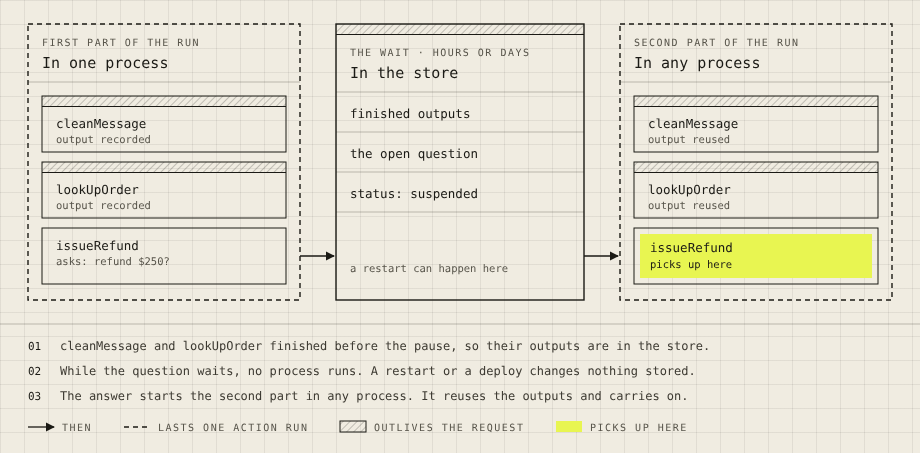 FIRST PART OF THE RUN
In one process
cleanMessage
output recorded
lookUpOrder
output recorded
issueRefund
asks: refund $250?
THE WAIT · HOURS OR DAYS
In the store
finished outputs
the open question
status: suspended
a restart can happen here
SECOND PART OF THE RUN
In any process
cleanMessage
output reused
lookUpOrder
output reused
issueRefund
picks up here
01 cleanMessage and lookUpOrder finished before the pause, so their outputs are in the store.
02 While the question waits, no process runs. A restart or a deploy changes nothing stored.
03 The answer starts the second part in any process. It reuses the outputs and carries on.
THEN
LASTS ONE ACTION RUN
OUTLIVES THE REQUEST
PICKS UP HERE